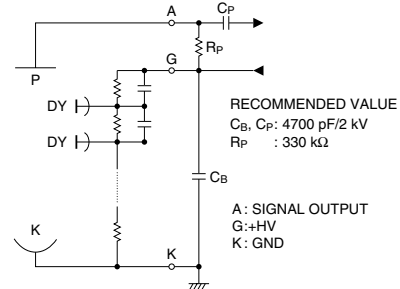 A
CP
RP
P
G
DY
DY
RECOMMENDED VALUE
CB, CP: 4700 pF/2 kV
RP : 330 kΩ
CB
A : SIGNAL OUTPUT
G:+HV
K : GND
K
K